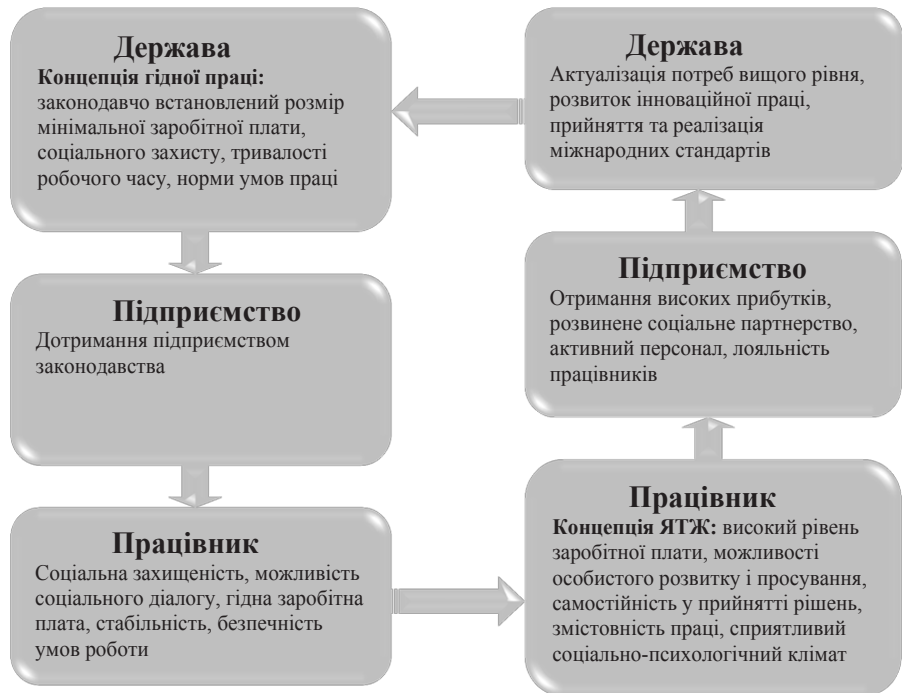 Держава
Концепція гідної праці:
законодавчо встановлений розмір
мінімальної заробітної плати,
соціального захисту, тривалості
робочого часу, норми умов праці
Підприємство
Дотримання підприємством
законодавства
Працівник
Соціальна захищеність, можливість
соціального діалогу, гідна заробітна
плата, стабільність, безпечність
умов роботи
Працівник
Концепція ЯТЖ: високий рівень
заробітної плати, можливості
особистого розвитку і просування,
самостійність у прийнятті рішень,
змістовність праці, сприятливий
соціально-психологічний клімат
Підприємство
Отримання високих прибутків,
розвинене соціальне партнерство,
активний персонал, лояльність
працівників
Держава
Актуалізація потреб вищого рівня,
розвиток інноваційної праці,
прийняття та реалізація
міжнародних стандартів